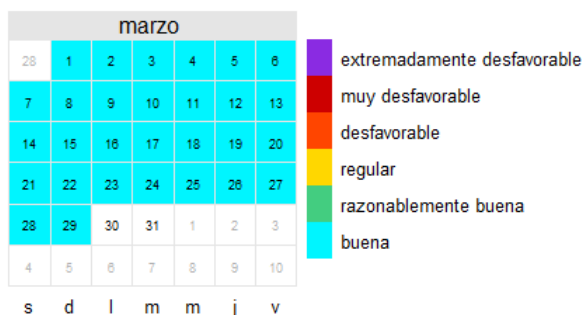 marzo
28 1 2 3 4 5 6
7 8 9 10 11 12 13
14 15 16 17 18 19 20
21 22 23 24 25 26 27
28 29 30 31 1 2 3
4 5 6 7 8 9 10
s d l m m j v
extremadamente desfavorable
muy desfavorable
desfavorable
regular
razonablemente buena
buena